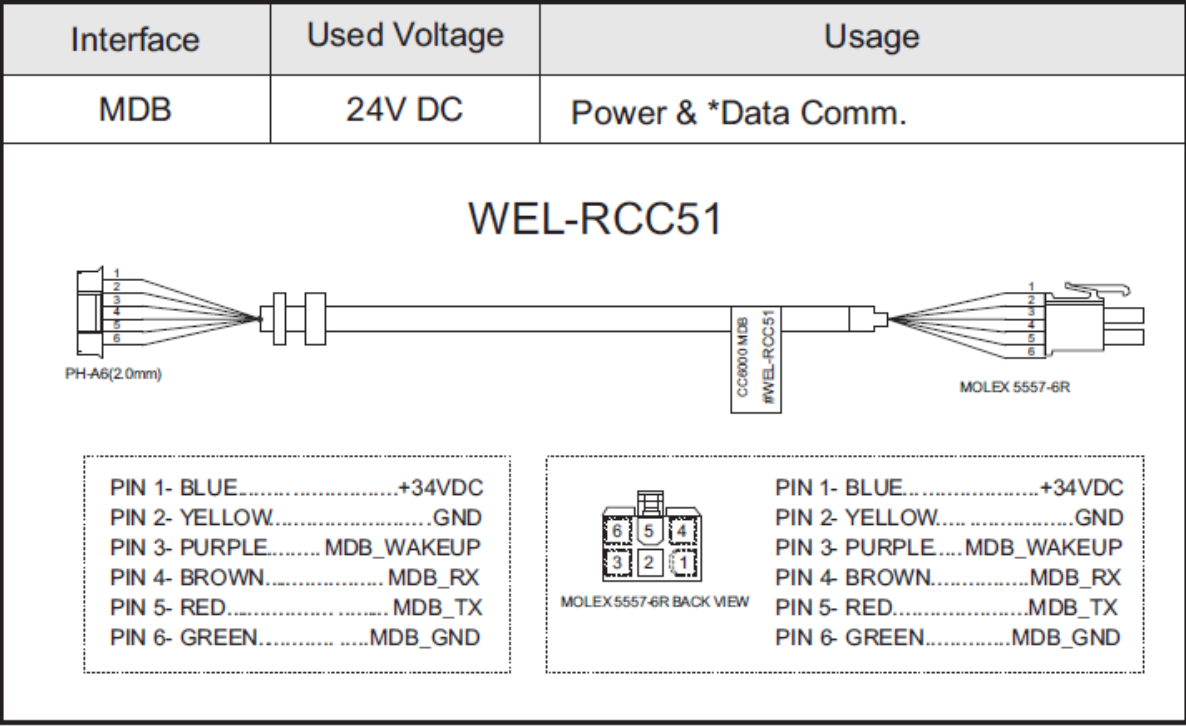 Interface Used Voltage Usage
MDB 24V DC Power & *Data Comm.
WEL-RCC51
1
2
3
4
5
6
PH-A6(2.0mm)
CC6000 MDB
#WEL-RCC51
1
2
3
4
5
6
MOLEX 5557-6R
PIN 1- BLUE..............................+34VDC
PIN 2- YELLOW..........................GND
PIN 3- PURPLE........ MDB_WAKEUP
PIN 4- BROWN.................... MDB_RX
PIN 5- RED................ ........ MDB_TX
PIN 6- GREEN............. .....MDB_GND
6 5 4
3 2 1
MOLEX 5557-6R BACK VIEW
PIN 1- BLUE.........................+34VDC
PIN 2- YELLOW..... ...................GND
PIN 3- PURPLE.....MDB_WAKEUP
PIN 4- BROWN..................MDB_RX
PIN 5- RED.........................MDB_TX
PIN 6- GREEN................MDB_GND